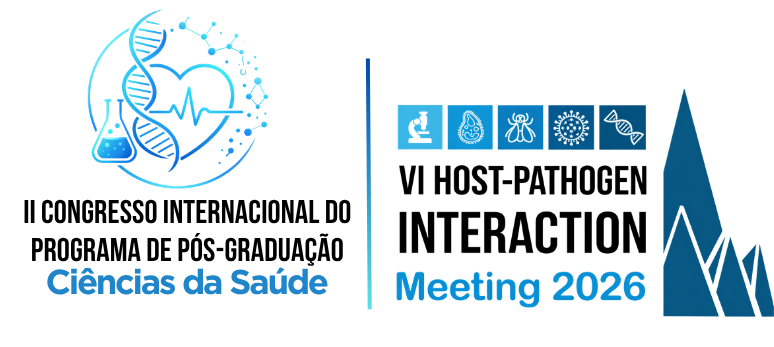 II CONGRESSO INTERNACIONAL DO
PROGRAMA DE PÓS-GRADUAÇÃO
Ciências da Saúde
VI HOST-PATHOGEN
INTERACTION
Meeting 2026